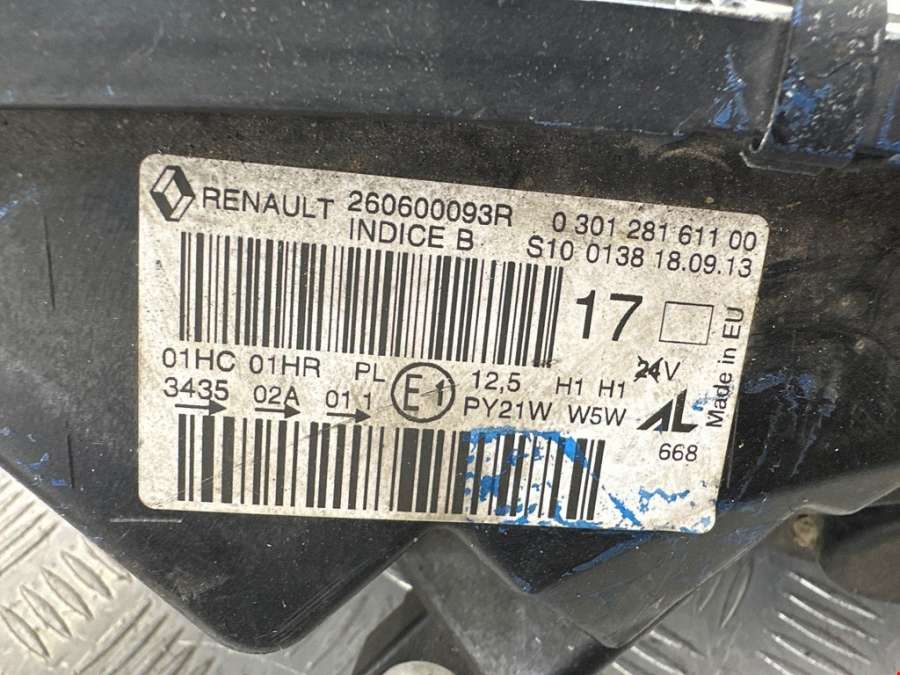 RENAULT 260600093R 0 301 281 611 00
INDICE B S10 0138 18.09.13
17
Made in EU
01HC 01HR PL E1 12,5 H1 H1 24V
3435 02A 01 1 PY21W W5W AL
668